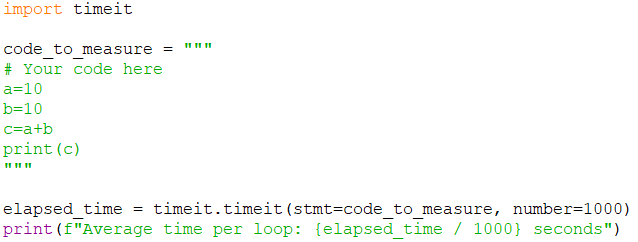 import timeit

code_to_measure = """
# Your code here
a=10
b=10
c=a+b
print(c)
"""

elapsed_time = timeit.timeit(stmt=code_to_measure, number=1000)
print(f"Average time per loop: {elapsed_time / 1000} seconds")